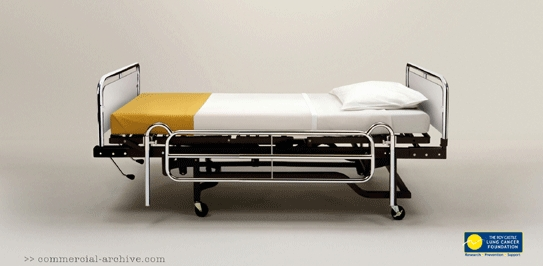 THE ROY CASTLE
LUNG CANCER
FOUNDATION
Research Prevention Support
>> commercial-archive.com